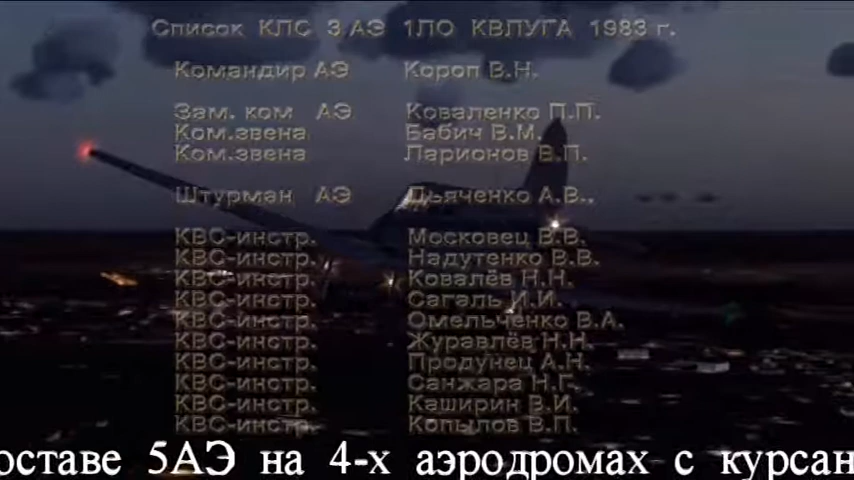 Список КЛС 3 АЭ 1ЛО КВЛУГА 1983 г.
Командир АЭ Короп В.Н.
Зам. ком АЭ Коваленко П.П.
Ком.звена Бабич В.М.
Ком.звена Ларионов В.П.
Штурман АЭ Дьяченко А.В..
КВС-инстр. Московец В.В.
КВС-инстр. Надутенко В.В.
КВС-инстр. Ковалёв Н.Н.
КВС-инстр. Сагаль И.И.
КВС-инстр. Омельченко В.А.
КВС-инстр. Журавлёв Н.Н.
КВС-инстр. Продунец А.Н.
КВС-инстр. Санжара Н.Г.
КВС-инстр. Каширин В.И.
КВС-инстр. Копылов В.П.
оставе 5АЭ на 4-х аэродромах с курсан